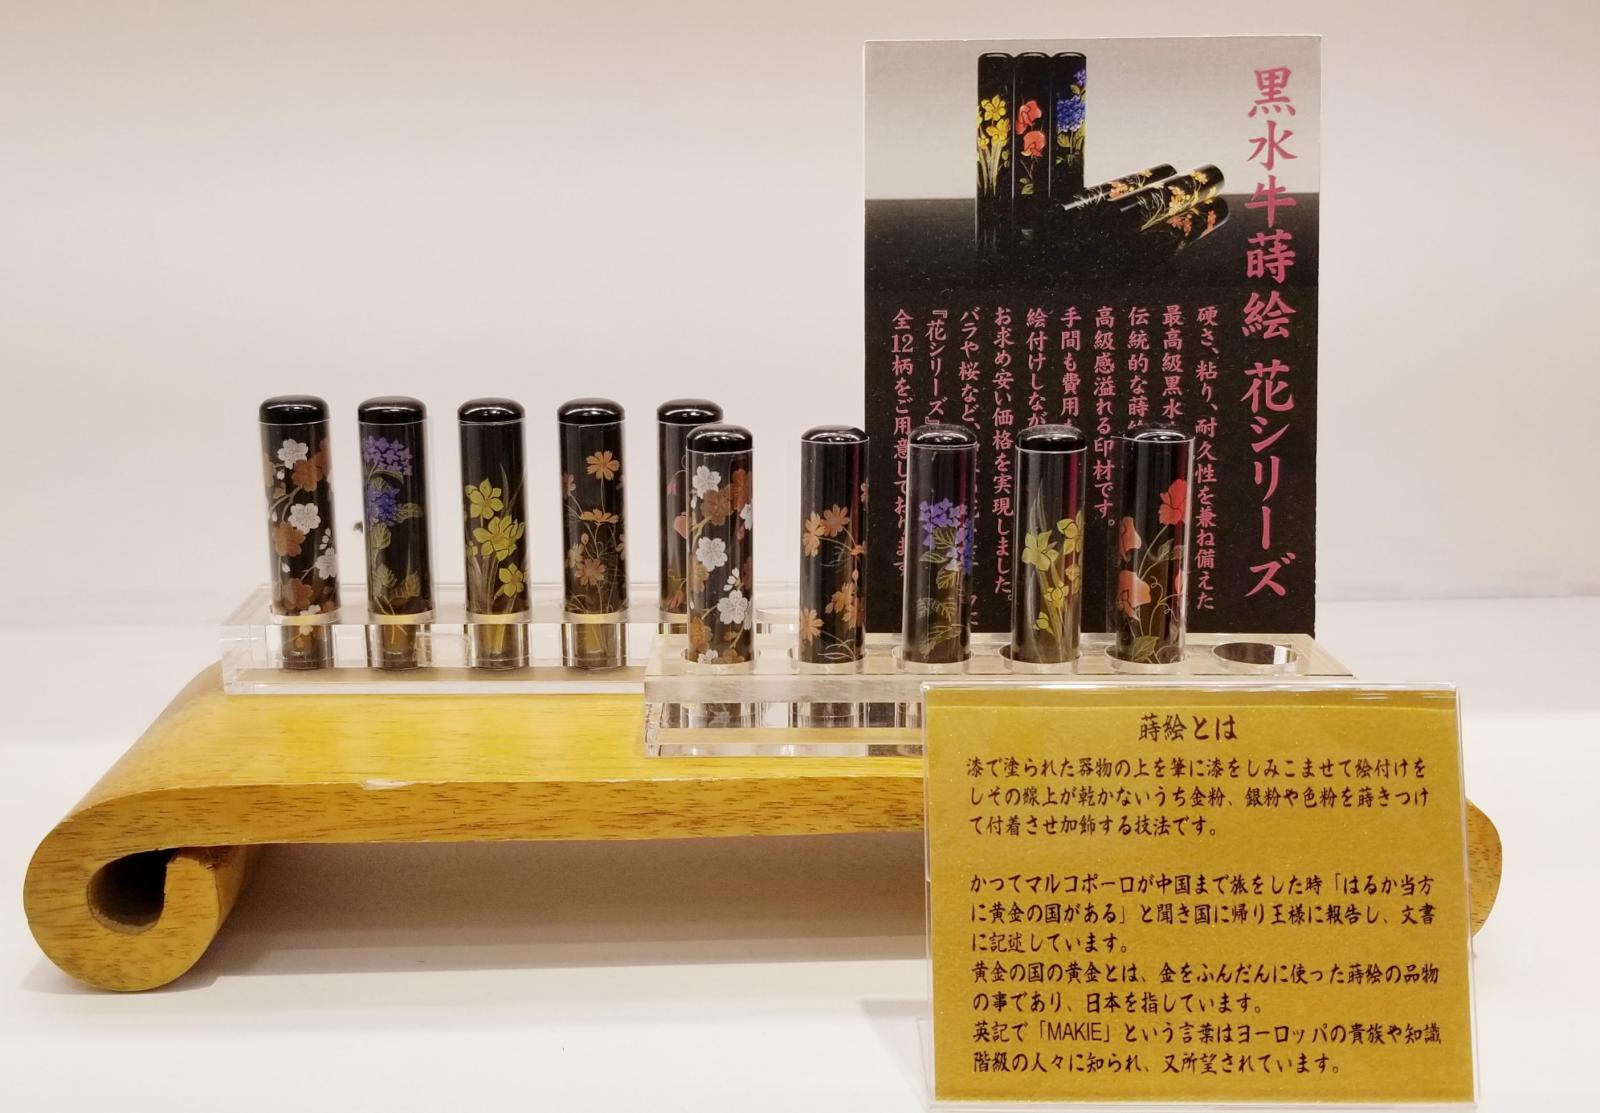 黒水牛蒔絵 花シリーズ
硬さ、粘り、耐久性を兼ね備えた
最高級黒水
伝統的な蒔絵
高級感溢れる印材です。
手間も費用も
絵付けしなが
お求め安い価格を実現しました。
バラや桜など、
『花シリーズ』
全12柄をご用意しております
蒔絵とは
漆で塗られた器物の上を筆に漆をしみこませて絵付けを
しその線上が乾かないうち金粉、銀粉や色粉を蒔きつけ
て付着させ加飾する技法です。
かつてマルコポーロが中国まで旅をした時「はるか当方
に黄金の国がある」と聞き国に帰り王様に報告し、文書
に記述しています。
黄金の国の黄金とは、金をふんだんに使った蒔絵の品物
の事であり、日本を指しています。
英記で「MAKIE」という言葉はヨーロッパの貴族や知識
階級の人々に知られ、又所望されています。